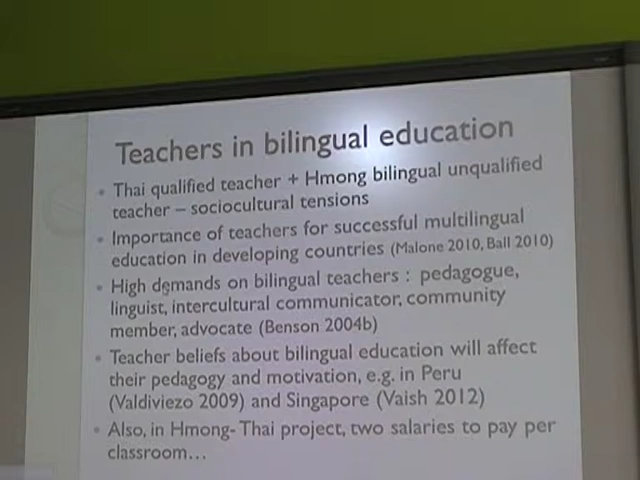 Teachers in bilingual education
• Thai qualified teacher + Hmong bilingual unqualified
teacher – sociocultural tensions
• Importance of teachers for successful multilingual
education in developing countries (Malone 2010, Ball 2010)
• High demands on bilingual teachers : pedagogue,
linguist, intercultural communicator, community
member, advocate (Benson 2004b)
• Teacher beliefs about bilingual education will affect
their pedagogy and motivation, e.g. in Peru
(Valdiviezo 2009) and Singapore (Vaish 2012)
• Also, in Hmong-Thai project, two salaries to pay per
classroom…